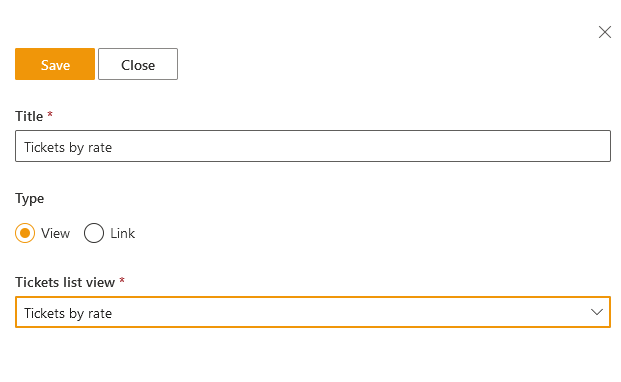 Save Close
Title *
Tickets by rate
Type
View Link
Tickets list view *
Tickets by rate